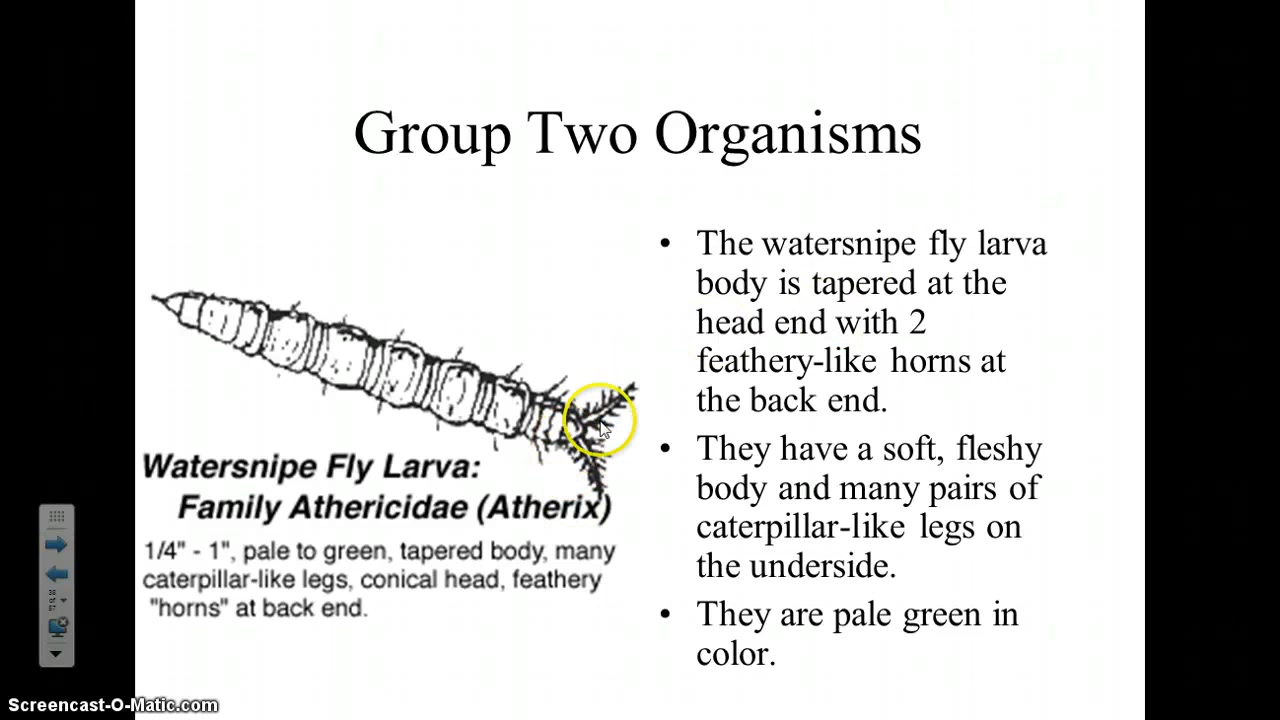 Group Two Organisms
Watersnipe Fly Larva:
Family Athericidae (Atherix)
1/4" - 1", pale to green, tapered body, many
caterpillar-like legs, conical head, feathery
"horns" at back end.
• The watersnipe fly larva
body is tapered at the
head end with 2
feathery-like horns at
the back end.
• They have a soft, fleshy
body and many pairs of
caterpillar-like legs on
the underside.
• They are pale green in
color.
Screencast-O-Matic.com